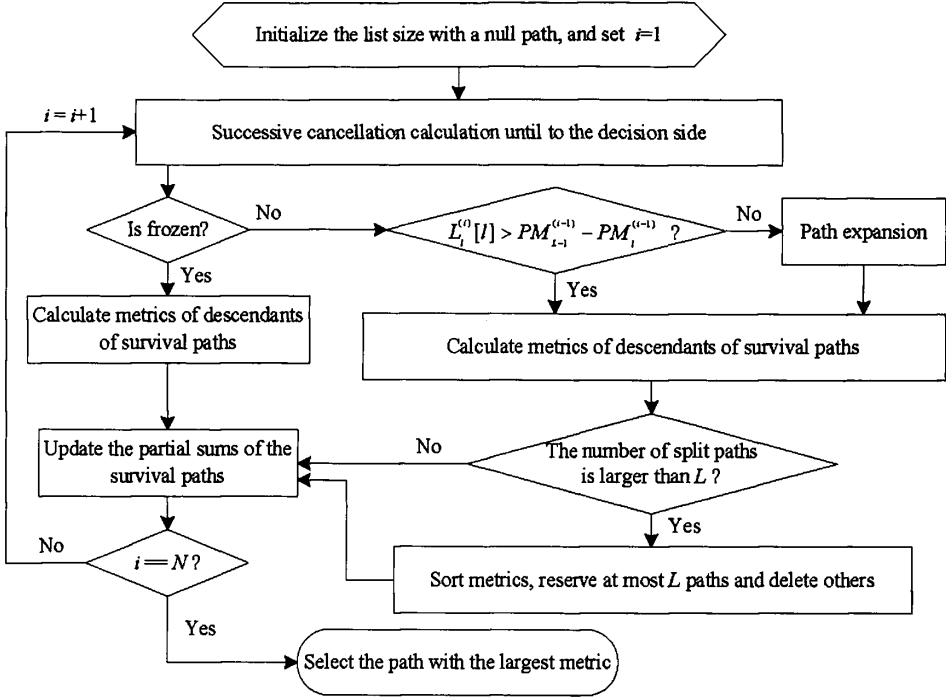 Initialize the list size with a null path, and set i=1
i = i+1
Successive cancellation calculation until to the decision side
Is frozen?
No
L_l^{(i)}[l] > PM_{L-1}^{(i-1)} − PM_l^{(i-1)} ?
No
Path expansion
Yes
Yes
Calculate metrics of descendants
of survival paths
Calculate metrics of descendants of survival paths
Update the partial sums of the
survival paths
No
The number of split paths
is larger than L ?
Yes
No
i == N ?
Sort metrics, reserve at most L paths and delete others
Yes
Select the path with the largest metric